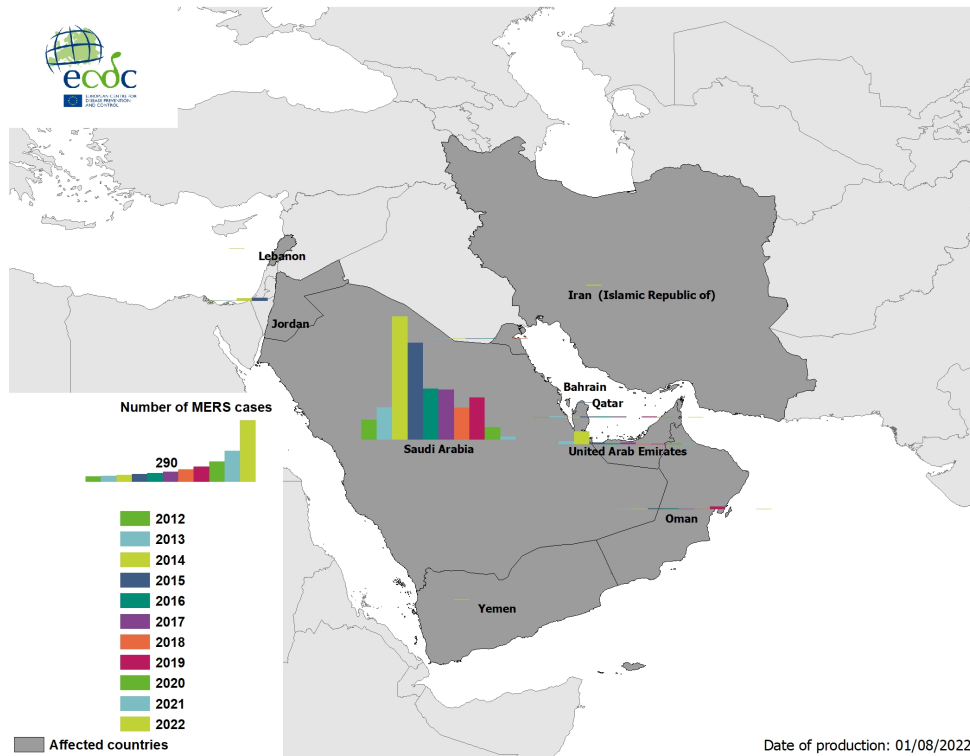 ecdc
EUROPEAN CENTRE FOR
DISEASE PREVENTION
AND CONTROL
Lebanon
Iran (Islamic Republic of)
Jordan
Bahrain
Qatar
Number of MERS cases
Saudi Arabia
United Arab Emirates
290
Oman
2012
2013
2014
2015
2016
2017
2018
2019
2020
2021
2022
Yemen
Affected countries
Date of production: 01/08/2022